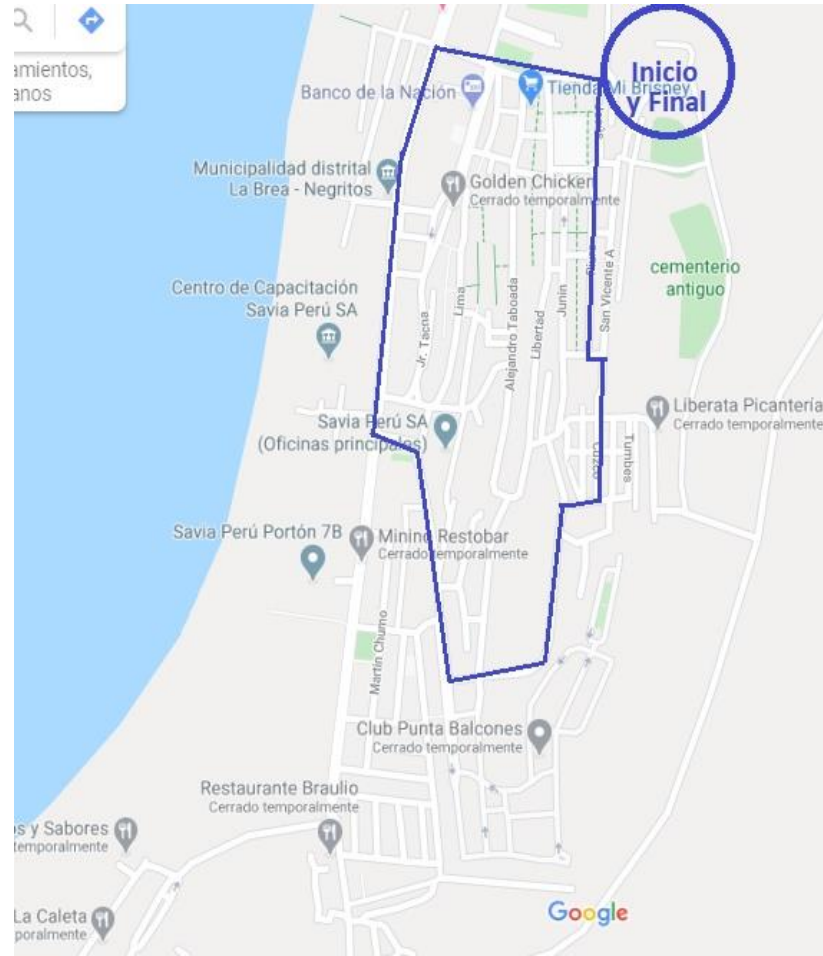 amientos,
anos
Inicio
y Final
Banco de la Nación
Tienda Mi Brisney
Municipalidad distrital
La Brea - Negritos
Golden Chicken
Cerrado temporalmente
cementerio
antiguo
Centro de Capacitación
Savia Perú SA
Jr. Tacna
Lima
Alejandro Taboada
Libertad
Junín
Piura
San Vicente A
Liberata Picantería
Cerrado temporalmente
Savia Perú SA
(Oficinas principales)
Cuzco
Tumbes
Savia Perú Portón 7B
Minino Restobar
Cerrado temporalmente
Martín Chumo
Club Punta Balcones
Cerrado temporalmente
Restaurante Braulio
Cerrado temporalmente
os y Sabores
temporalmente
La Caleta
poralmente
Google